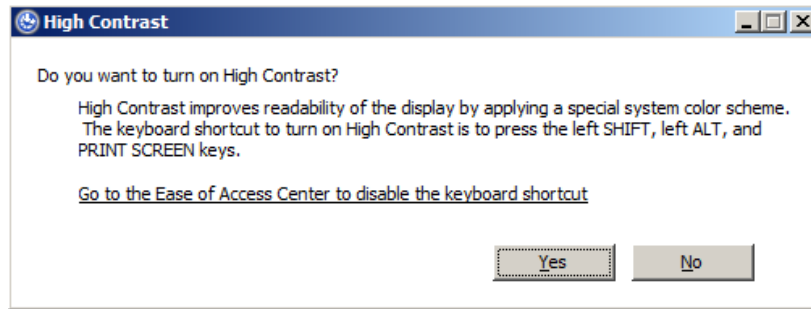 High Contrast
Do you want to turn on High Contrast?
High Contrast improves readability of the display by applying a special system color scheme.
The keyboard shortcut to turn on High Contrast is to press the left SHIFT, left ALT, and
PRINT SCREEN keys.
Go to the Ease of Access Center to disable the keyboard shortcut
Yes No